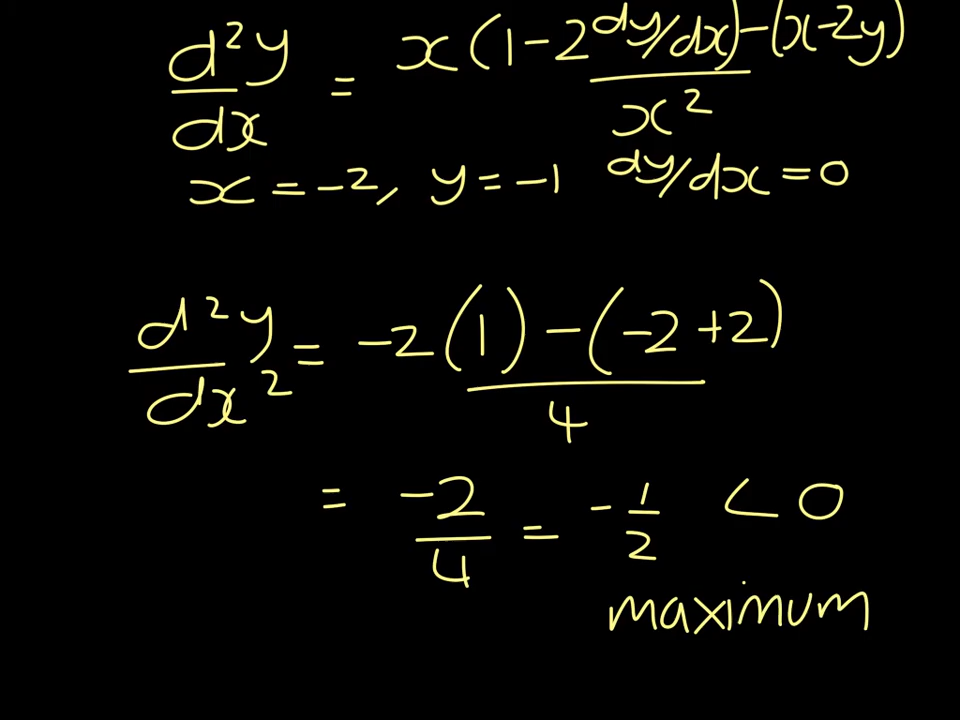 d²y/dx = x(1-2dy/dx)-(x-2y)/x²
x = -2, y = -1 dy/dx = 0
d²y/dx² = -2(1)-(-2+2)/4
= -2/4 = -1/2 < 0
maximum